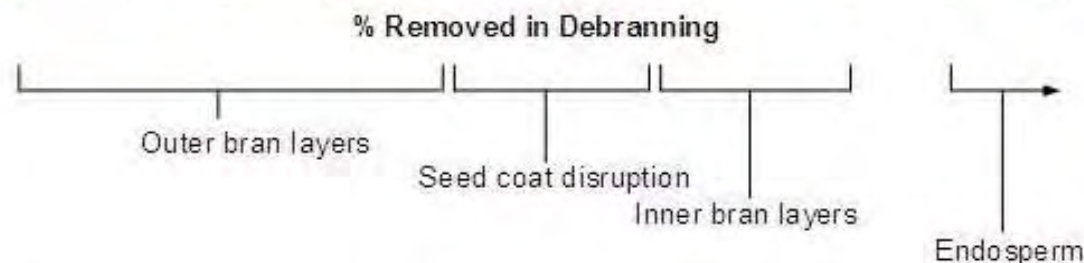 % Removed in Debranning
Outer bran layers
Seed coat disruption
Inner bran layers
Endosperm